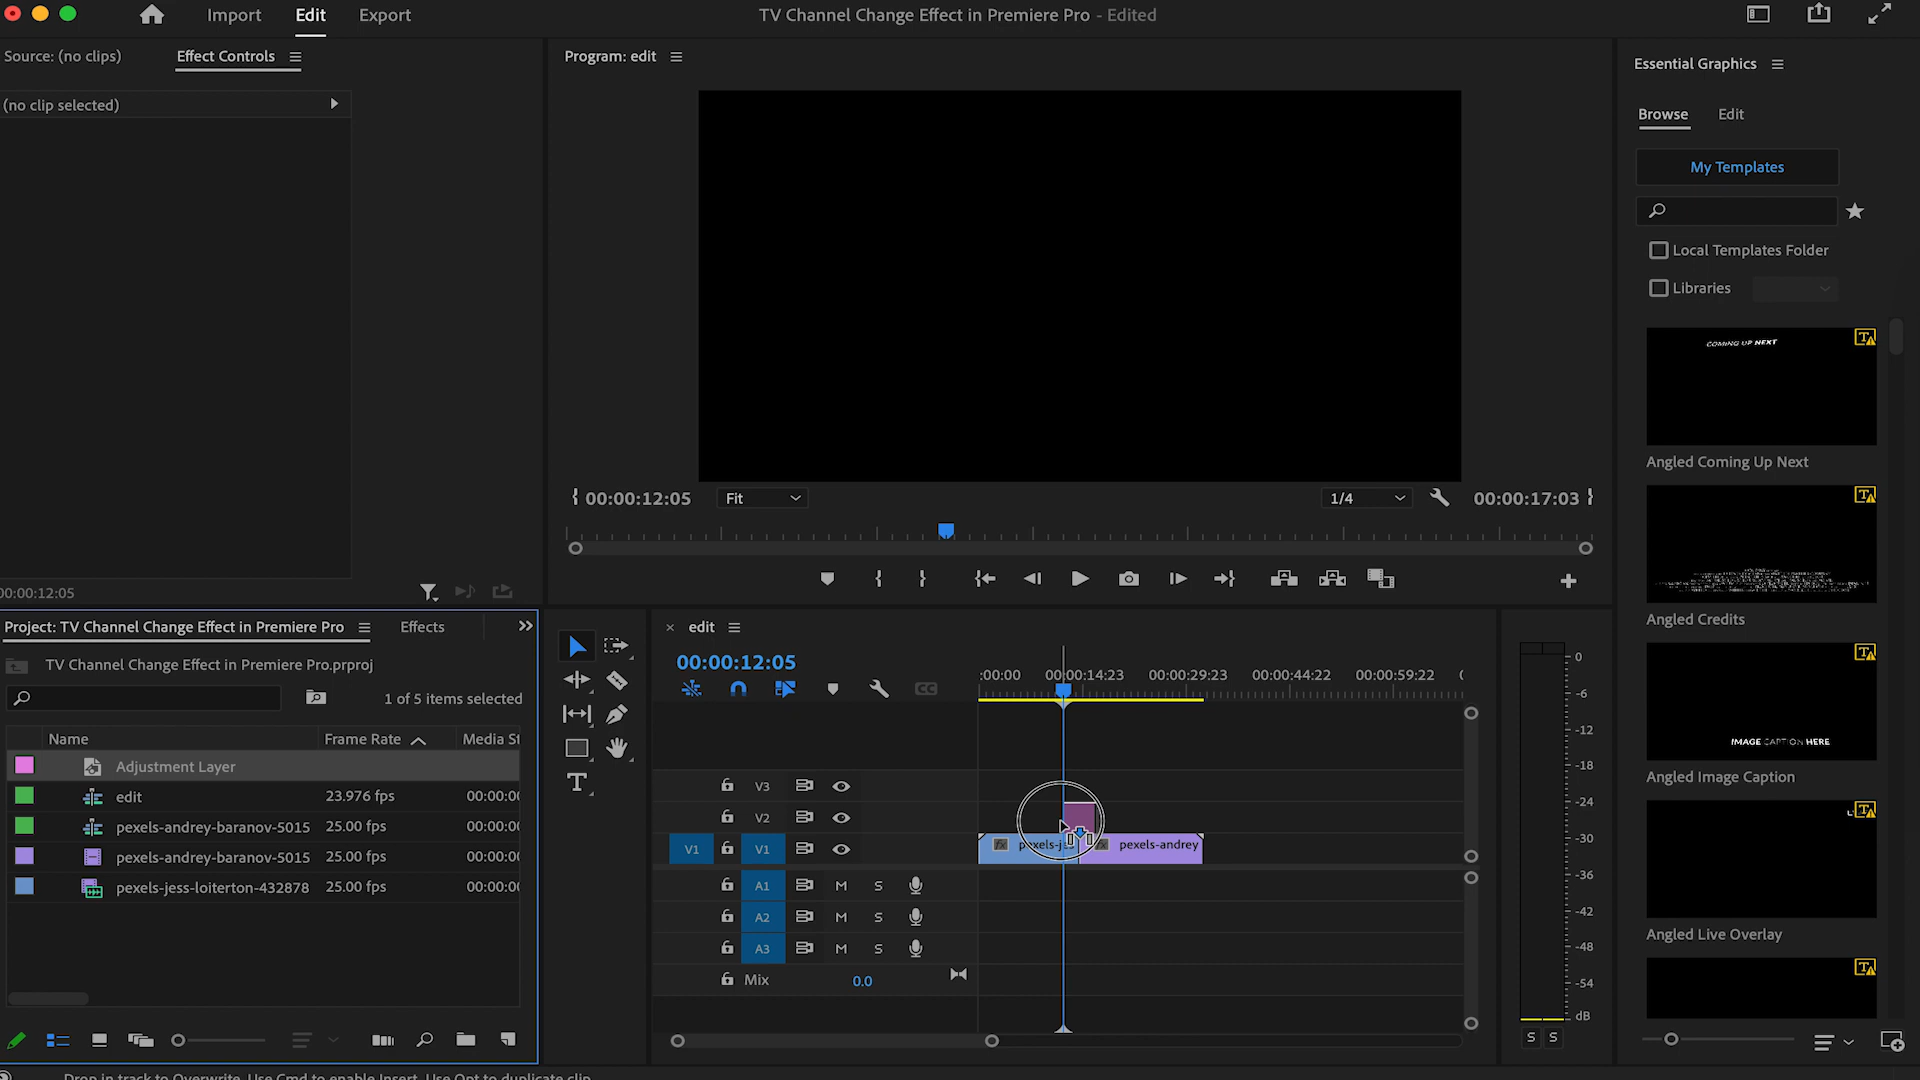 Import
Edit
Export
TV Channel Change Effect in Premiere Pro - Edited
Source: (no clips)
Effect Controls
Program: edit
Essential Graphics
(no clip selected)
Browse
Edit
My Templates
Local Templates Folder
Libraries
COMING UP NEXT
Angled Coming Up Next
00:00:12:05
Fit
1/4
00:00:17:03
Angled Credits
00:00:12:05
Project: TV Channel Change Effect in Premiere Pro
Effects
edit
TV Channel Change Effect in Premiere Pro.prproj
1 of 5 items selected
00:00:12:05
:00:00
00:00:14:23
00:00:29:23
00:00:44:22
00:00:59:22
Name
Frame Rate
Media St
Adjustment Layer
edit
23.976 fps
00:00:00
pexels-andrey-baranov-5015
25.00 fps
00:00:00
pexels-andrey-baranov-5015
25.00 fps
00:00:00
pexels-jess-loiterton-432878
25.00 fps
00:00:00
V3
V2
V1
V1
fx
pexels-j
fx
pexels-andrey
A1
M
S
A2
M
S
A3
M
S
Mix
0.0
0
-6
-12
-18
-24
-30
-36
-42
-48
-54
dB
S
S
IMAGE CAPTION HERE
Angled Image Caption
Angled Live Overlay
Drop in track to Overwrite. Use Cmd to enable Insert. Use Opt to duplicate clip.